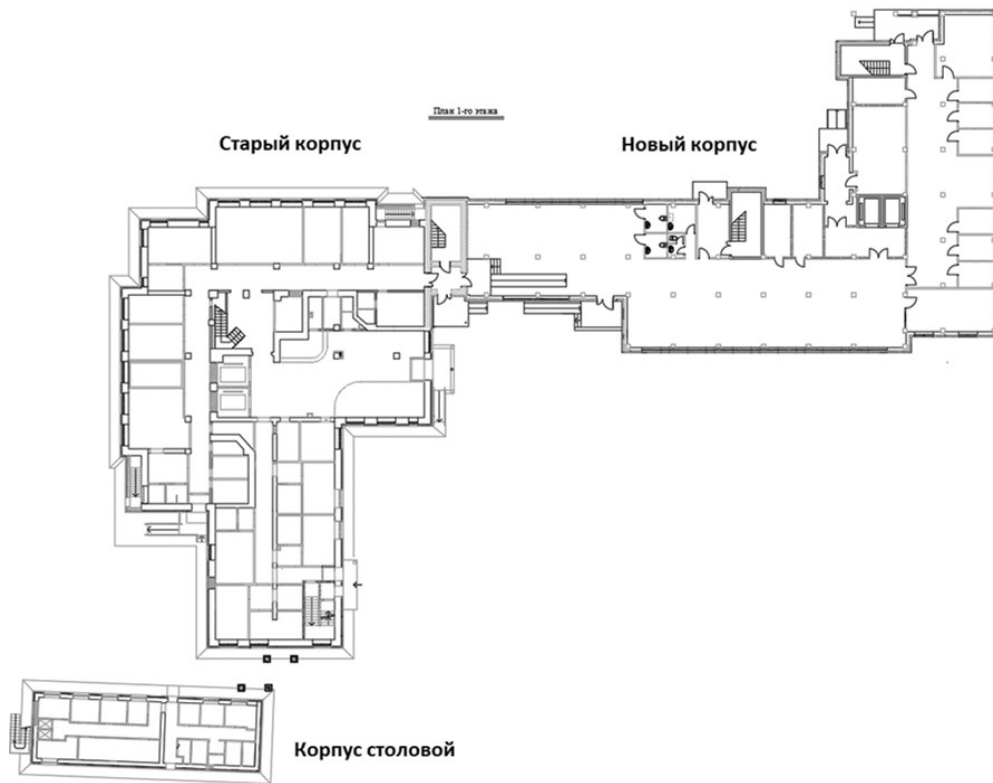 План 1-го этажа
Старый корпус
Новый корпус
Корпус столовой